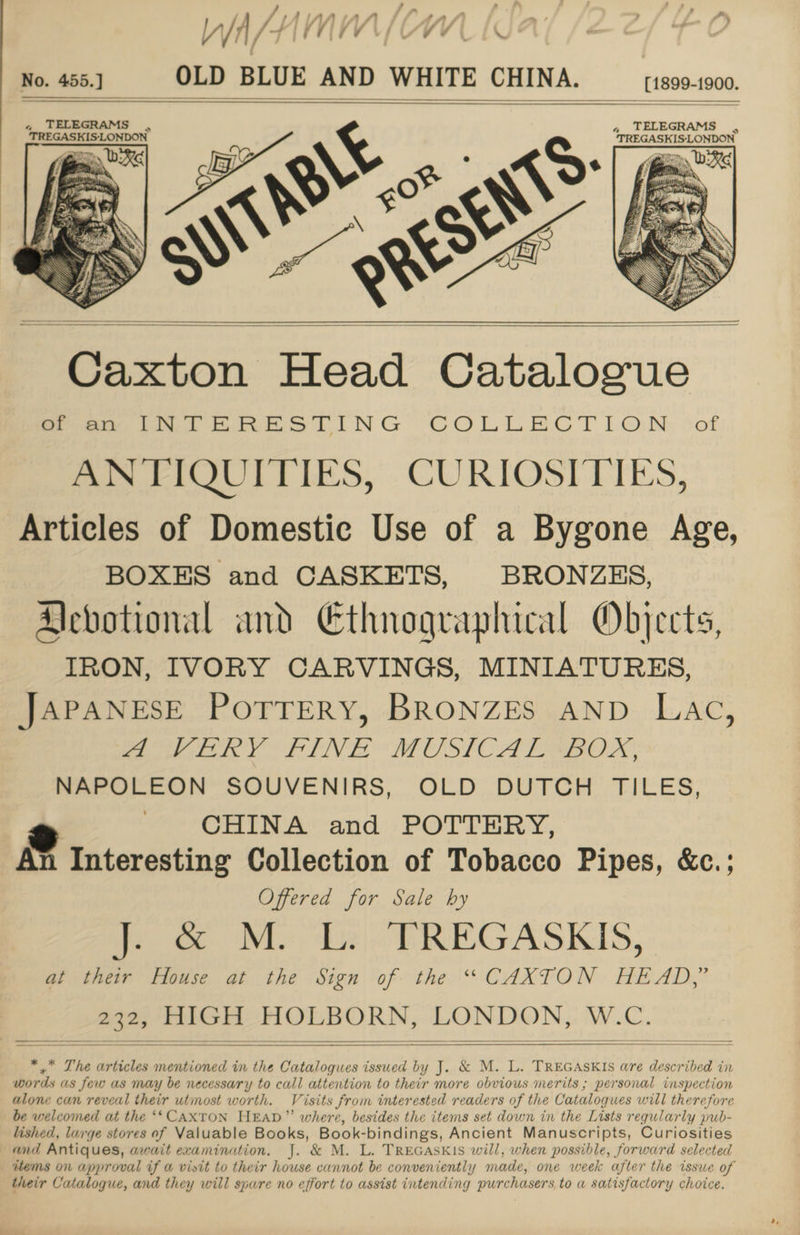 WA/HMM/CM
No. 455.] OLD BLUE AND WHITE CHINA. [1899-1900.
TELEGRAMS
"TREGASKIS·LONDON"
SUITABLE FOR PRESENTS.
TELEGRAMS
"TREGASKIS·LONDON"
Caxton Head Catalogue
of an INTERESTING COLLECTION of
ANTIQUITIES, CURIOSITIES,
Articles of Domestic Use of a Bygone Age,
BOXES and CASKETS, BRONZES,
Devotional and Ethnographical Objects,
IRON, IVORY CARVINGS, MINIATURES,
JAPANESE POTTERY, BRONZES AND LAC,
A VERY FINE MUSICAL BOX,
NAPOLEON SOUVENIRS, OLD DUTCH TILES,
CHINA and POTTERY,
An Interesting Collection of Tobacco Pipes, &c.;
Offered for Sale by
J. & M. L. TREGASKIS,
at their House at the Sign of the "CAXTON HEAD,"
232, HIGH HOLBORN, LONDON, W.C.
*** The articles mentioned in the Catalogues issued by J. & M. L. TREGASKIS are described in
words as few as may be necessary to call attention to their more obvious merits; personal inspection
alone can reveal their utmost worth. Visits from interested readers of the Catalogues will therefore
be welcomed at the "CAXTON HEAD" where, besides the items set down in the Lists regularly pub-
lished, large stores of Valuable Books, Book-bindings, Ancient Manuscripts, Curiosities
and Antiques, await examination. J. & M. L. TREGASKIS will, when possible, forward selected
items on approval if a visit to their house cannot be conveniently made, one week after the issue of
their Catalogue, and they will spare no effort to assist intending purchasers to a satisfactory choice.